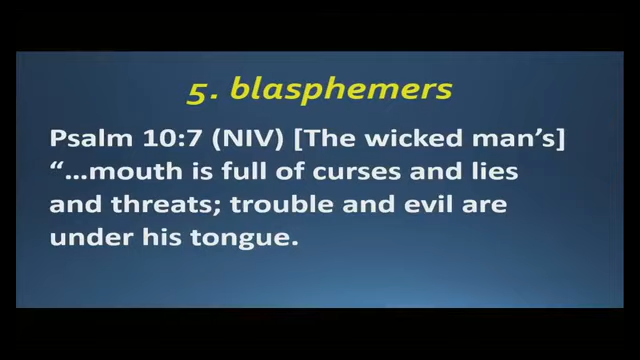 5. blasphemers
Psalm 10:7 (NIV) [The wicked man’s]
“…mouth is full of curses and lies
and threats; trouble and evil are
under his tongue.